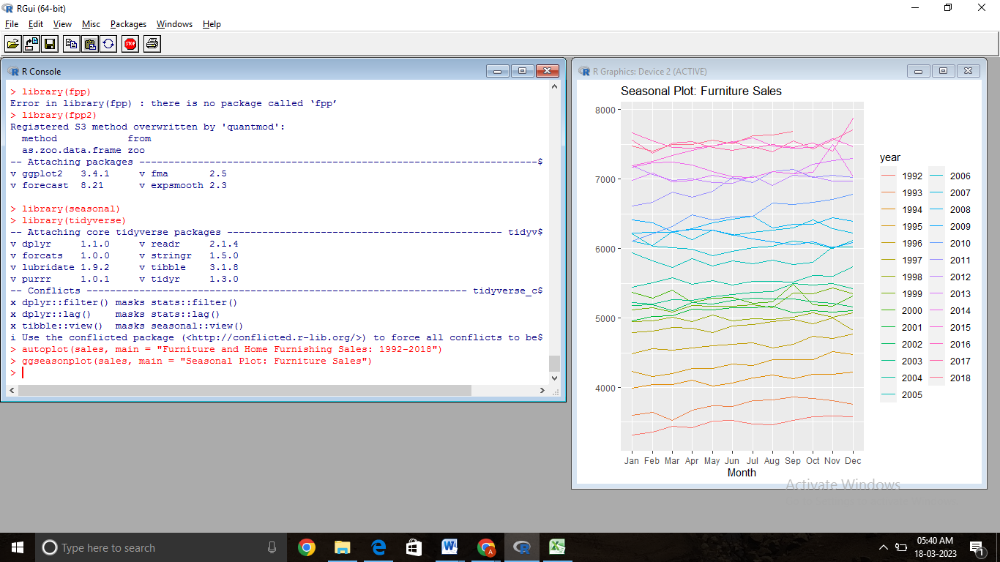 RGui (64-bit)
File Edit View Misc Packages Windows Help
STOP
R Console
> library(fpp)
Error in library(fpp) : there is no package called ‘fpp’
> library(fpp2)
Registered S3 method overwritten by 'quantmod':
method from
as.zoo.data.frame zoo
-- Attaching packages --------------------------------------------------------------------$
v ggplot2 3.4.1 v fma 2.5
v forecast 8.21 v expsmooth 2.3
> library(seasonal)
> library(tidyverse)
-- Attaching core tidyverse packages ----------------------------------------------- tidyv$
v dplyr 1.1.0 v readr 2.1.4
v forcats 1.0.0 v stringr 1.5.0
v lubridate 1.9.2 v tibble 3.1.8
v purrr 1.0.1 v tidyr 1.3.0
-- Conflicts ----------------------------------------------------------------- tidyverse_c$
x dplyr::filter() masks stats::filter()
x dplyr::lag() masks stats::lag()
x tibble::view() masks seasonal::view()
i Use the conflicted package (<http://conflicted.r-lib.org/>) to force all conflicts to be$
> autoplot(sales, main = "Furniture and Home Furnishing Sales: 1992-2018")
> ggseasonplot(sales, main = "Seasonal Plot: Furniture Sales")
>
R Graphics: Device 2 (ACTIVE)
Seasonal Plot: Furniture Sales
8000
7000
6000
5000
4000
Jan Feb Mar Apr May Jun Jul Aug Sep Oct Nov Dec
Month
year
1992 2006
1993 2007
1994 2008
1995 2009
1996 2010
1997 2011
1998 2012
1999 2013
2000 2014
2001 2015
2002 2016
2003 2017
2004 2018
2005
Activate Windows
Type here to search
05:40 AM
18-03-2023
1